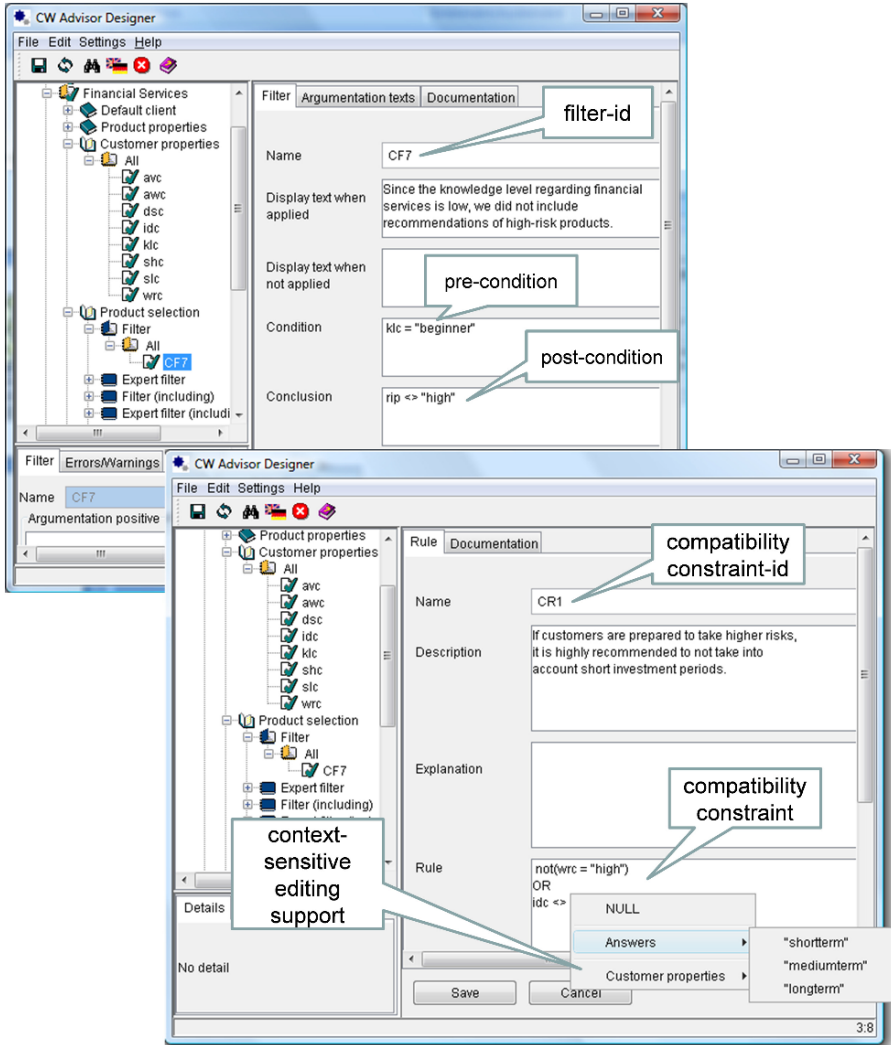 CW Advisor Designer
File Edit Settings Help
Financial Services
Default client
Product properties
Customer properties
All
avc
awc
dsc
idc
klc
shc
slc
wrc
Product selection
Filter
All
CF7
Expert filter
Filter (including)
Expert filter (includi
Filter Argumentation texts Documentation
filter-id
Name CF7
Display text when applied
Since the knowledge level regarding financial
services is low, we did not include
recommendations of high-risk products.
Display text when
not applied
pre-condition
Condition klc = "beginner"
post-condition
Conclusion rip <> "high"
Filter Errors/Warnings
Name CF7
Argumentation positive
CW Advisor Designer
File Edit Settings Help
Product properties
Customer properties
All
avc
awc
dsc
idc
klc
shc
slc
wrc
Product selection
Filter
All
CF7
Expert filter
Filter (including)
context-
sensitive
editing
support
Details
No detail
Rule Documentation
compatibility
constraint-id
Name CR1
Description
If customers are prepared to take higher risks,
it is highly recommended to not take into
account short investment periods.
Explanation
compatibility
constraint
Rule
not(wrc = "high")
OR
idc <>
NULL
Answers
Customer properties
"shortterm"
"mediumterm"
"longterm"
Save Cancel
3:8